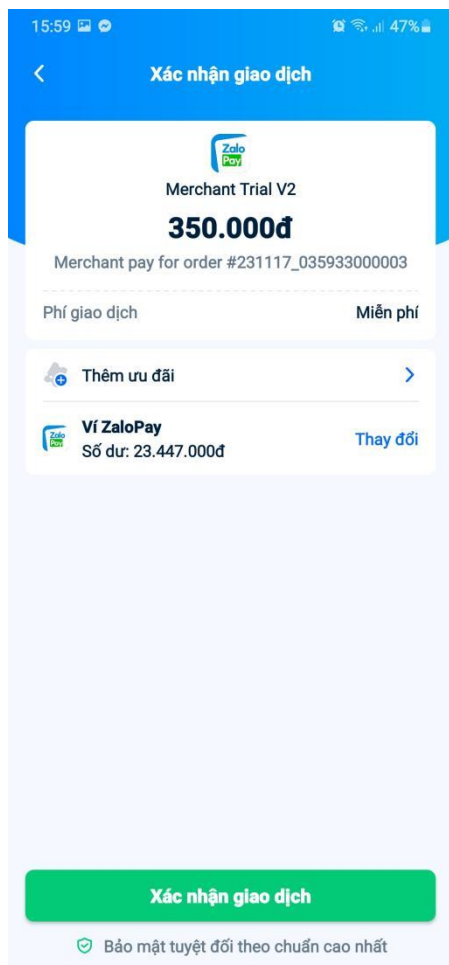 15:59 47%
Xác nhận giao dịch
Zalo
Pay
Merchant Trial V2
350.000đ
Merchant pay for order #231117_035933000003
Phí giao dịch Miễn phí
Thêm ưu đãi
Zalo
Pay
Ví ZaloPay
Số dư: 23.447.000đ
Thay đổi
Xác nhận giao dịch
Bảo mật tuyệt đối theo chuẩn cao nhất